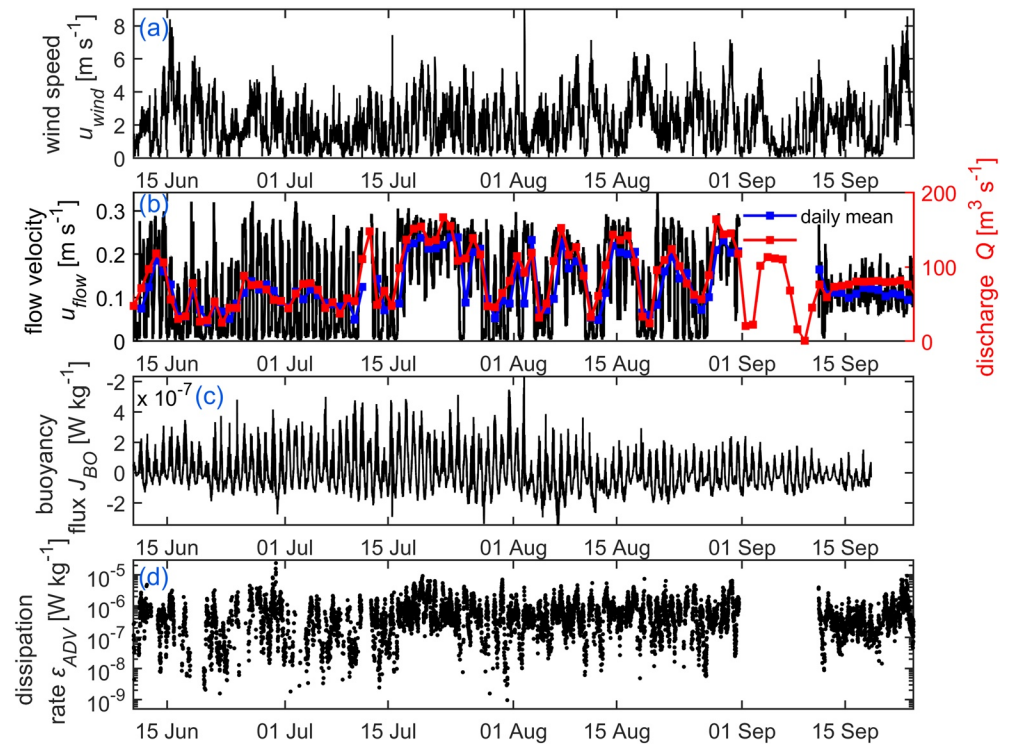 (a)
wind speed
u_wind [m s⁻¹]
8
6
4
2
0
15 Jun 01 Jul 15 Jul 01 Aug 15 Aug 01 Sep 15 Sep
(b)
flow velocity
u_flow [m s⁻¹]
0.3
0.2
0.1
0
daily mean
200
100
0
discharge Q [m³ s⁻¹]
15 Jun 01 Jul 15 Jul 01 Aug 15 Aug 01 Sep 15 Sep
x 10⁻⁷ (c)
buoyancy
flux J_BO [W kg⁻¹]
-2
4
2
0
-2
15 Jun 01 Jul 15 Jul 01 Aug 15 Aug 01 Sep 15 Sep
(d)
dissipation
rate ε_ADV [W kg⁻¹]
10⁻⁵
10⁻⁶
10⁻⁷
10⁻⁸
10⁻⁹
15 Jun 01 Jul 15 Jul 01 Aug 15 Aug 01 Sep 15 Sep